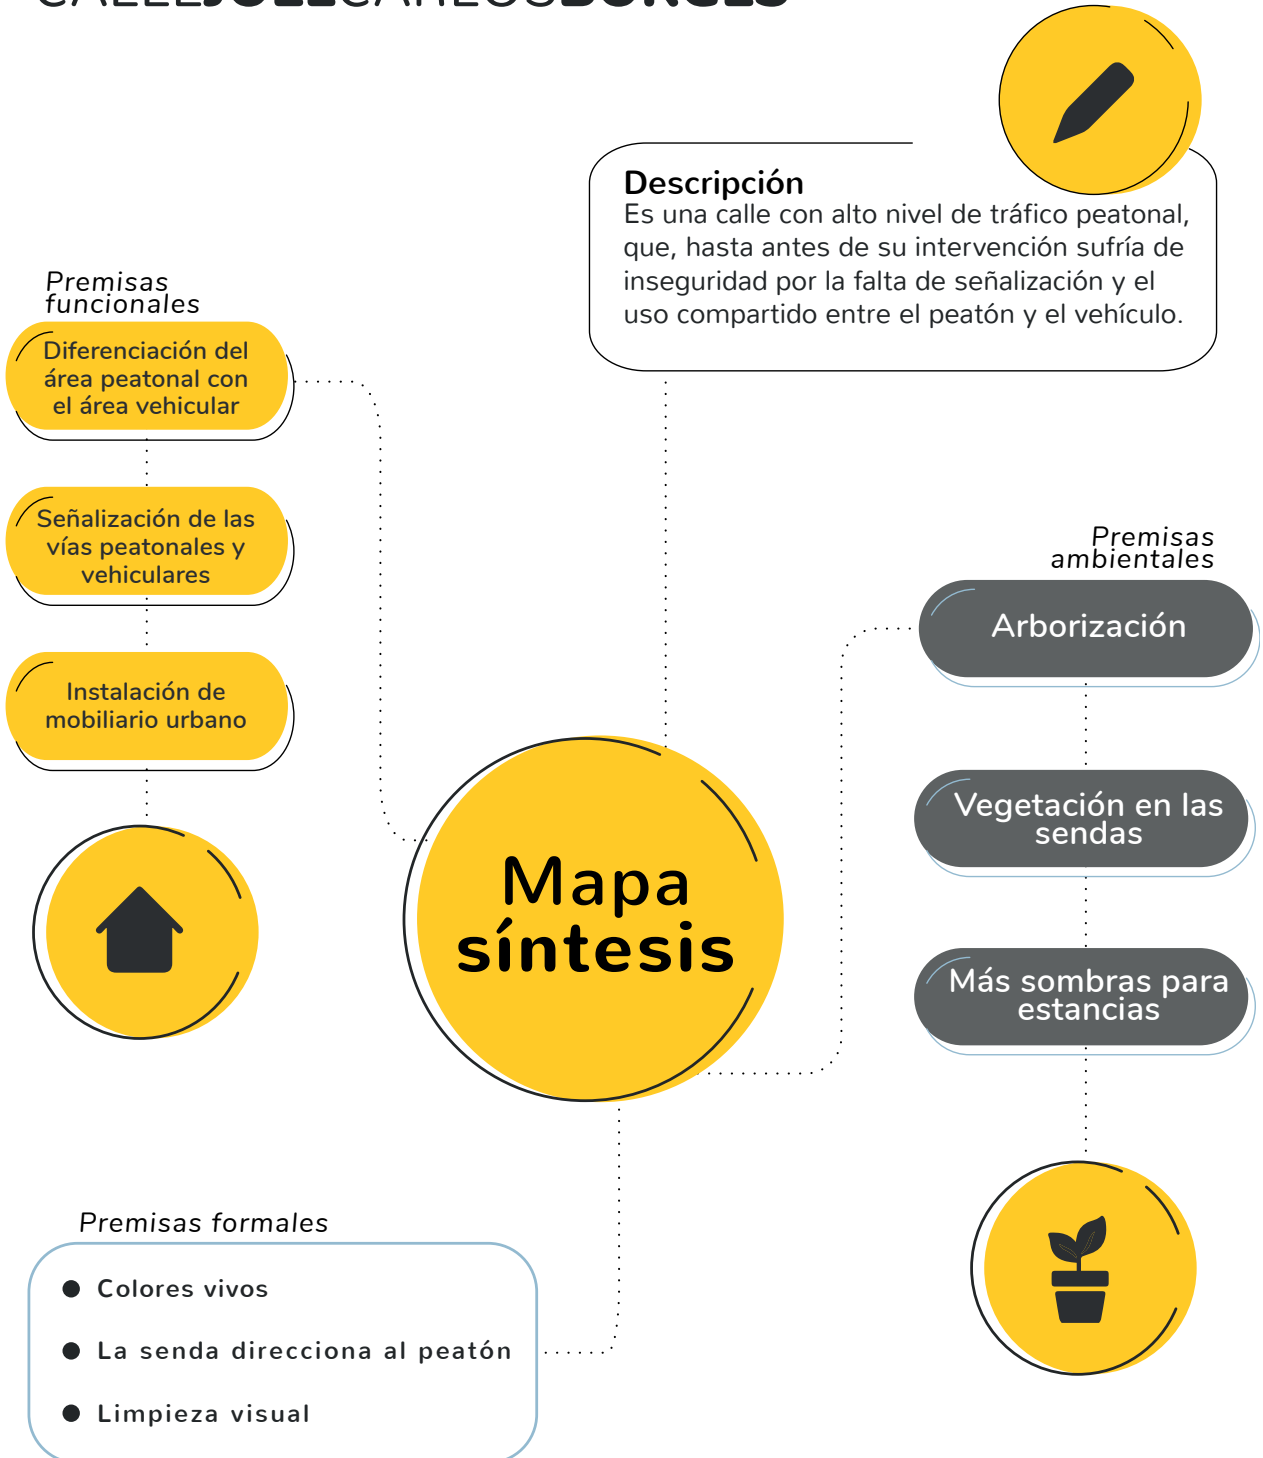 Descripción
Es una calle con alto nivel de tráfico peatonal,
que, hasta antes de su intervención sufría de
inseguridad por la falta de señalización y el
uso compartido entre el peatón y el vehículo.
Premisas
funcionales
Diferenciación del
área peatonal con
el área vehicular
Señalización de las
vías peatonales y
vehiculares
Instalación de
mobiliario urbano
Premisas
ambientales
Arborización
Vegetación en las
sendas
Más sombras para
estancias
Mapa
síntesis
Premisas formales
Colores vivos
La senda direcciona al peatón
Limpieza visual